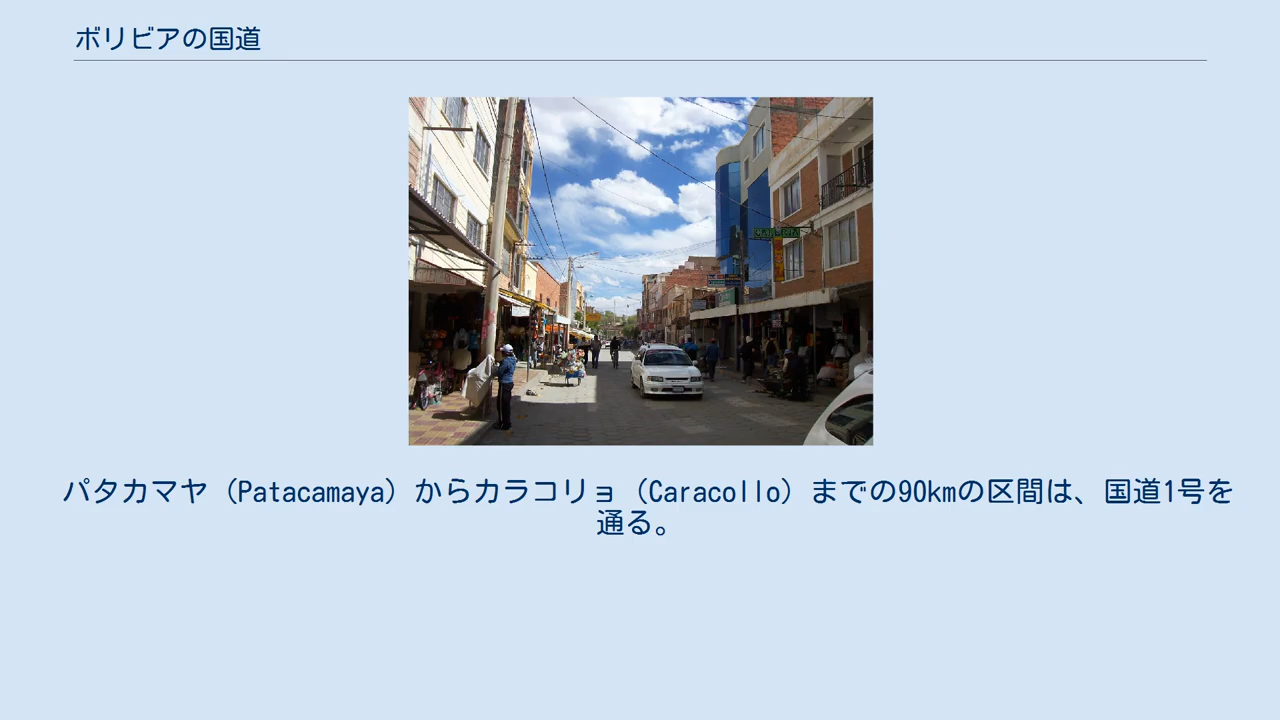 ボリビアの国道
パタカマヤ（Patacamaya）からカラコリョ（Caracollo）までの90kmの区間は、国道1号を
通る。